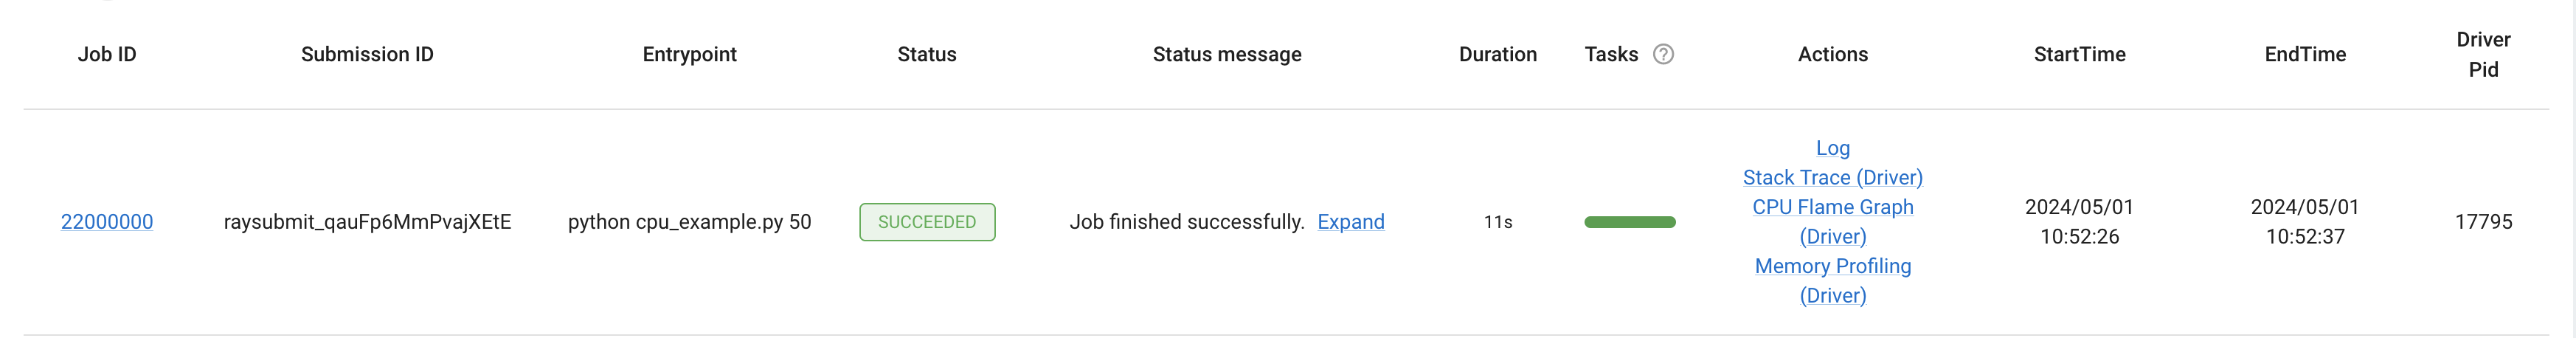 Job ID Submission ID Entrypoint Status Status message Duration Tasks ? Actions StartTime EndTime Driver Pid
22000000 raysubmit_qauFp6MmPvajXEtE python cpu_example.py 50 SUCCEEDED Job finished successfully. Expand 11s
Log
Stack Trace (Driver)
CPU Flame Graph
(Driver)
Memory Profiling
(Driver)
2024/05/01
10:52:26
2024/05/01
10:52:37
17795